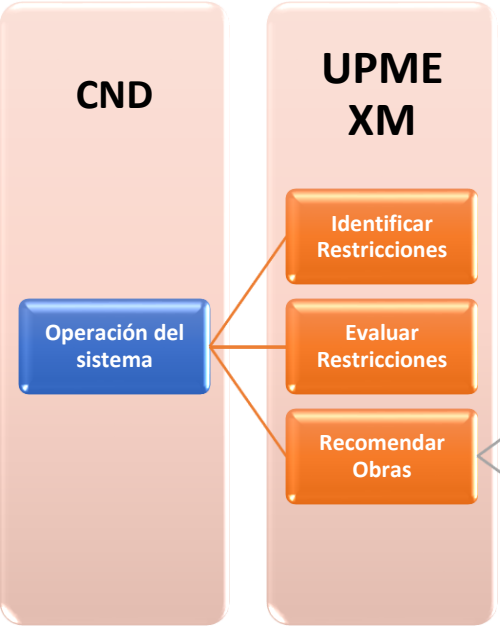 CND
UPME
XM
Identificar
Restricciones
Operación del
sistema
Evaluar
Restricciones
Recomendar
Obras